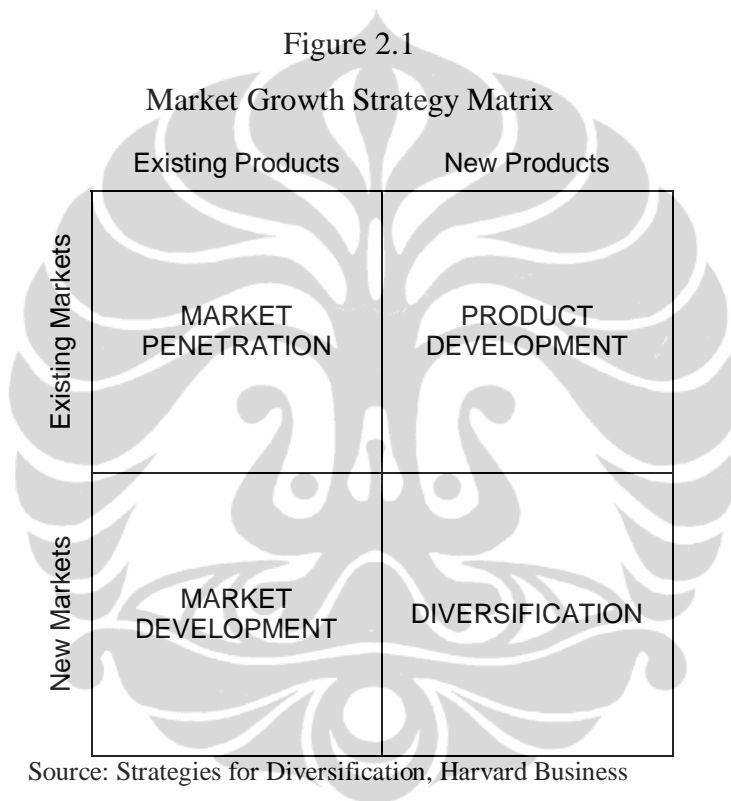 Figure 2.1
Market Growth Strategy Matrix
Existing Products New Products
Existing Markets
MARKET
PENETRATION
PRODUCT
DEVELOPMENT
New Markets
MARKET
DEVELOPMENT
DIVERSIFICATION
Source: Strategies for Diversification, Harvard Business